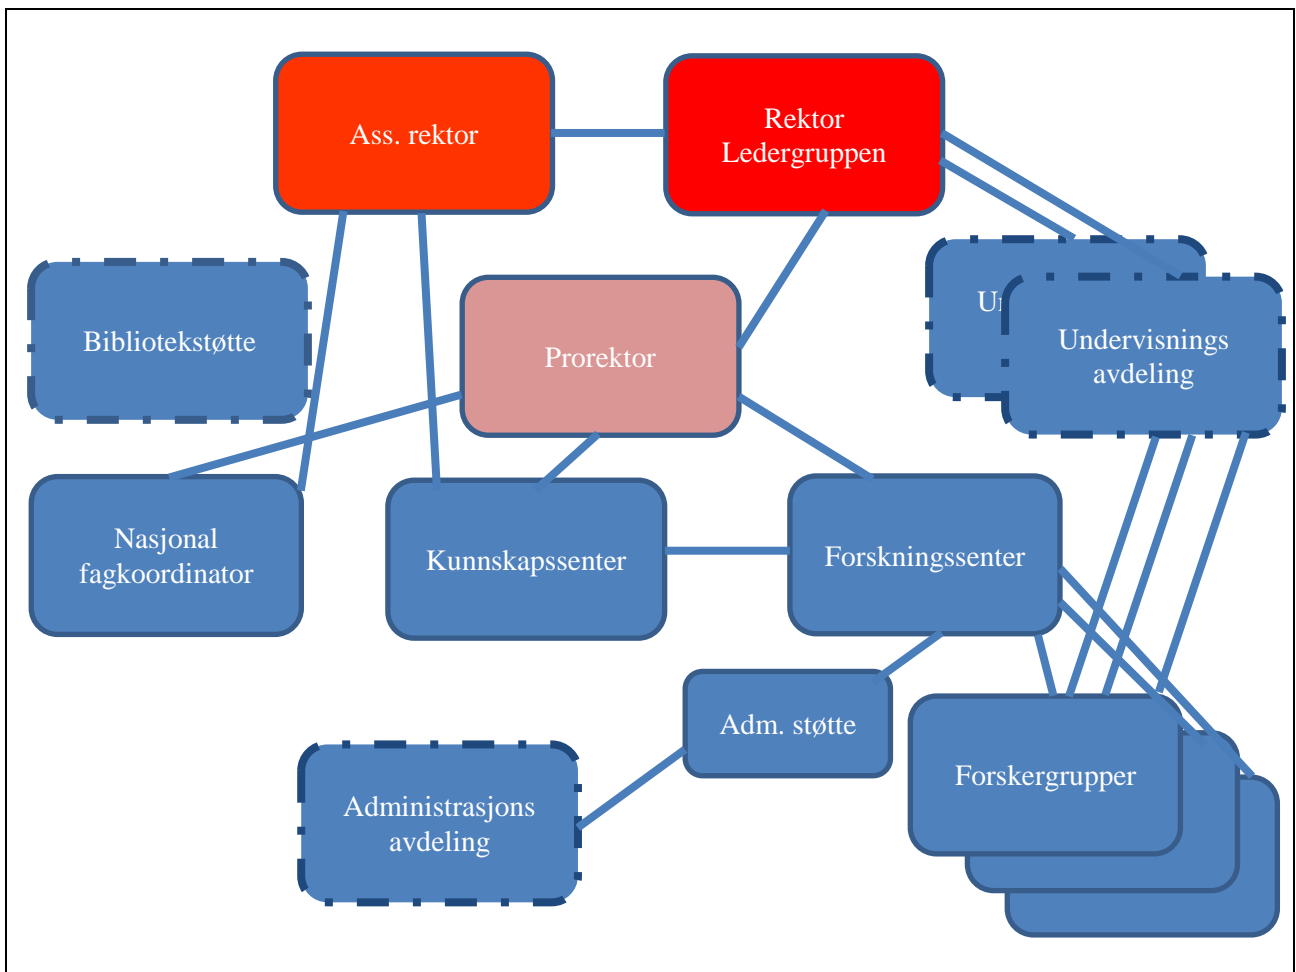 Ass. rektor
Rektor
Ledergruppen
Bibliotekstøtte
Prorektor
Undervisnings
avdeling
Nasjonal
fagkoordinator
Kunnskapssenter
Forskningssenter
Adm. støtte
Forskergrupper
Administrasjons
avdeling